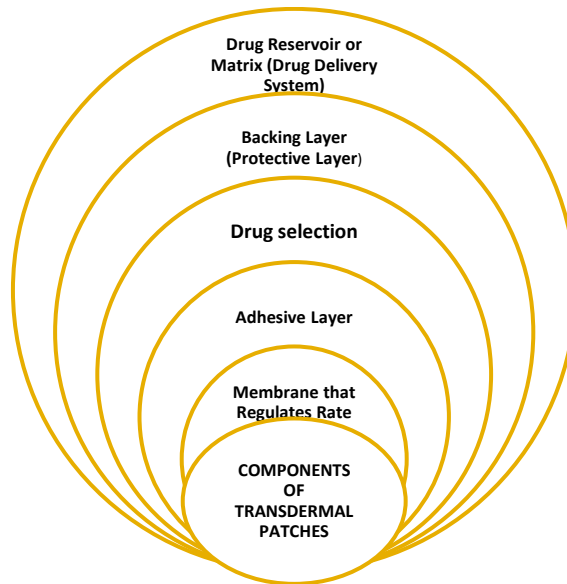 Drug Reservoir or
Matrix (Drug Delivery
System)
Backing Layer
(Protective Layer)
Drug selection
Adhesive Layer
Membrane that
Regulates Rate
COMPONENTS
OF
TRANSDERMAL
PATCHES